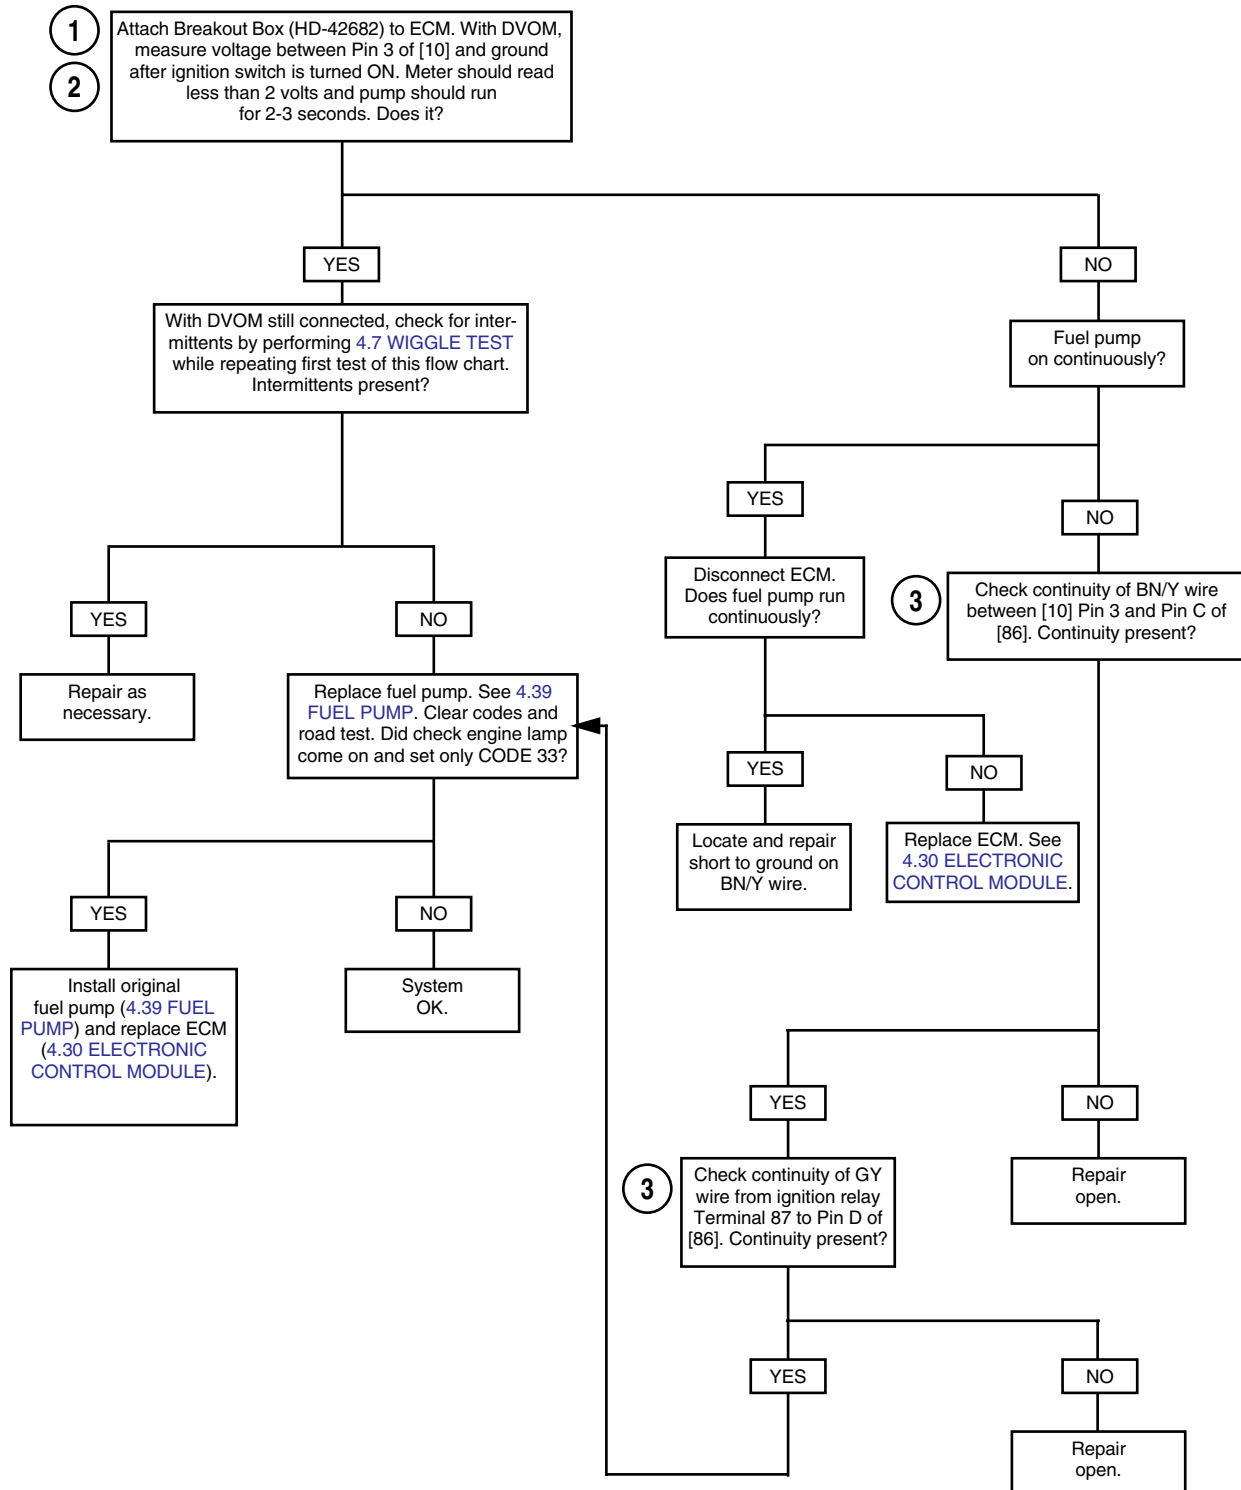 1
2
Attach Breakout Box (HD-42682) to ECM. With DVOM,
measure voltage between Pin 3 of [10] and ground
after ignition switch is turned ON. Meter should read
less than 2 volts and pump should run
for 2-3 seconds. Does it?
YES
NO
With DVOM still connected, check for inter-
mittents by performing 4.7 WIGGLE TEST
while repeating first test of this flow chart.
Intermittents present?
Fuel pump
on continuously?
YES
NO
Disconnect ECM.
Does fuel pump run
continuously?
3
Check continuity of BN/Y wire
between [10] Pin 3 and Pin C of
[86]. Continuity present?
YES
NO
Repair as
necessary.
Replace fuel pump. See 4.39
FUEL PUMP. Clear codes and
road test. Did check engine lamp
come on and set only CODE 33?
YES
NO
Locate and repair
short to ground on
BN/Y wire.
Replace ECM. See
4.30 ELECTRONIC
CONTROL MODULE.
YES
NO
Install original
fuel pump (4.39 FUEL
PUMP) and replace ECM
(4.30 ELECTRONIC
CONTROL MODULE).
System
OK.
YES
NO
3
Check continuity of GY
wire from ignition relay
Terminal 87 to Pin D of
[86]. Continuity present?
Repair
open.
YES
NO
Repair
open.